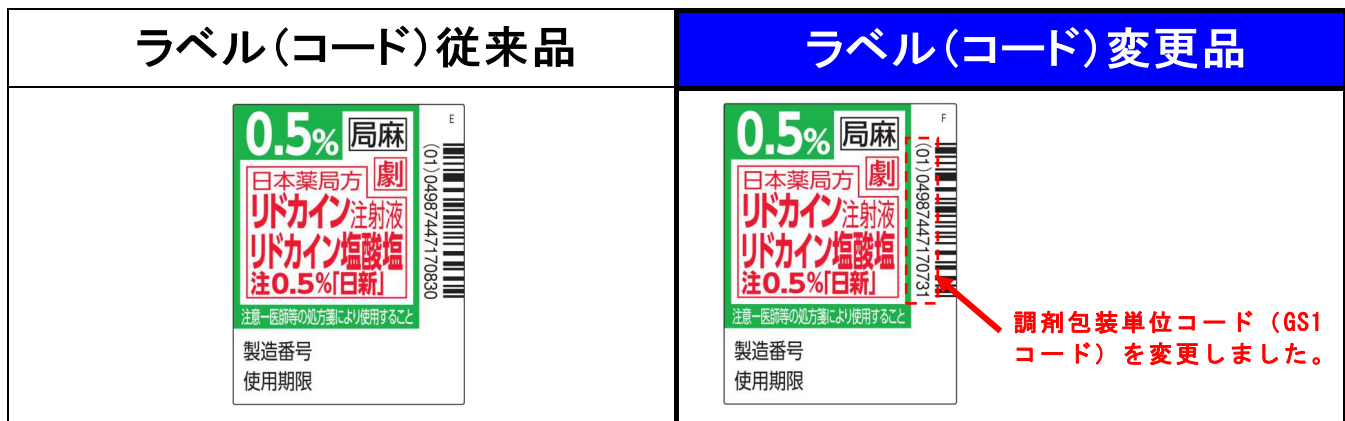 ラベル(コード)従来品
ラベル(コード)変更品
0.5% 局麻
E
日本薬局方 劇
リドカイン注射液
リドカイン塩酸塩
注0.5%「日新」
注意-医師等の処方箋により使用すること
(01)04987447170830
製造番号
使用期限
0.5% 局麻
F
日本薬局方 劇
リドカイン注射液
リドカイン塩酸塩
注0.5%「日新」
注意-医師等の処方箋により使用すること
(01)04987447170731
製造番号
使用期限
調剤包装単位コード(GS1
コード)を変更しました。